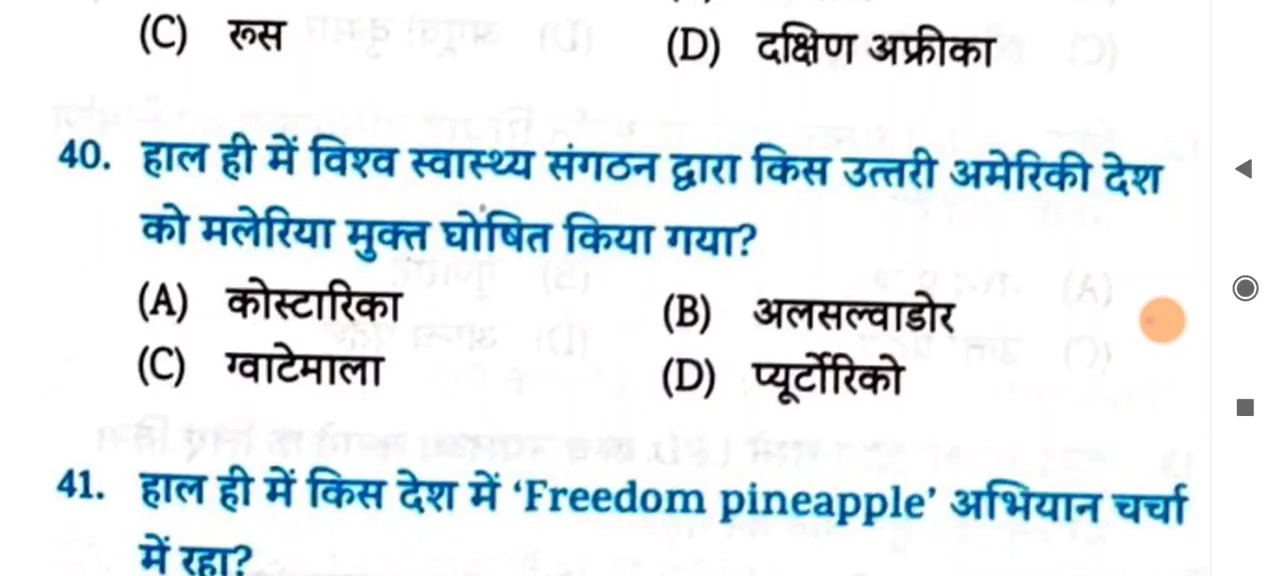 (C) रूस (D) दक्षिण अफ्रीका
40. हाल ही में विश्व स्वास्थ्य संगठन द्वारा किस उत्तरी अमेरिकी देश
को मलेरिया मुक्त घोषित किया गया?
(A) कोस्टारिका (B) अलसल्वाडोर
(C) ग्वाटेमाला (D) प्यूर्टोरिको
41. हाल ही में किस देश में ‘Freedom pineapple’ अभियान चर्चा
में रहा?